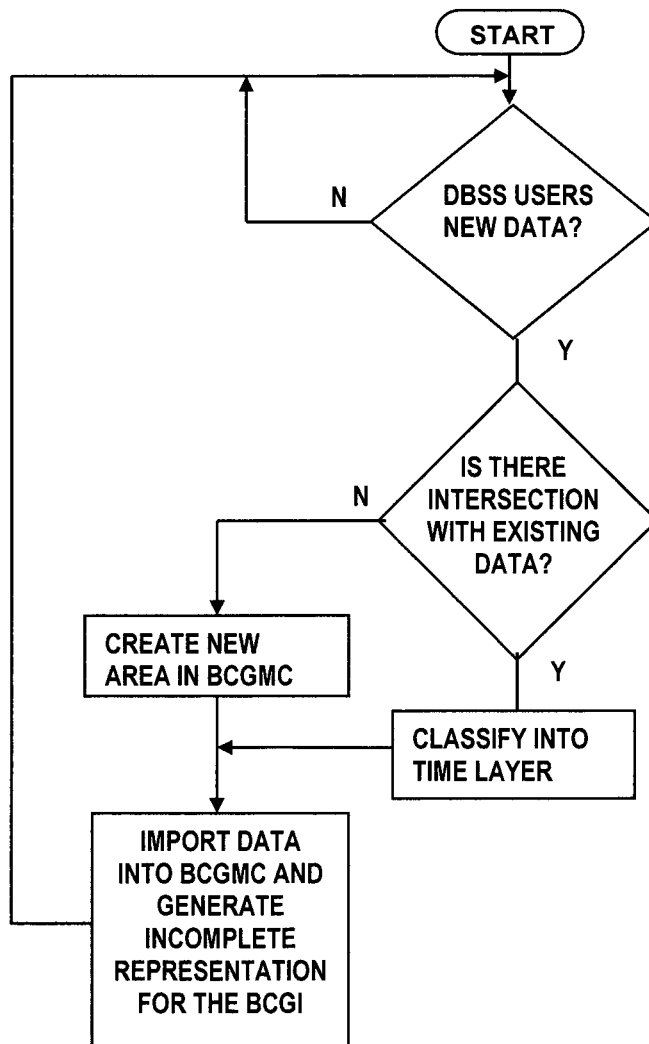 START
DBSS USERS
NEW DATA?
N
Y
IS THERE
INTERSECTION
WITH EXISTING
DATA?
N
Y
CREATE NEW
AREA IN BCGMC
CLASSIFY INTO
TIME LAYER
IMPORT DATA
INTO BCGMC AND
GENERATE
INCOMPLETE
REPRESENTATION
FOR THE BCGI